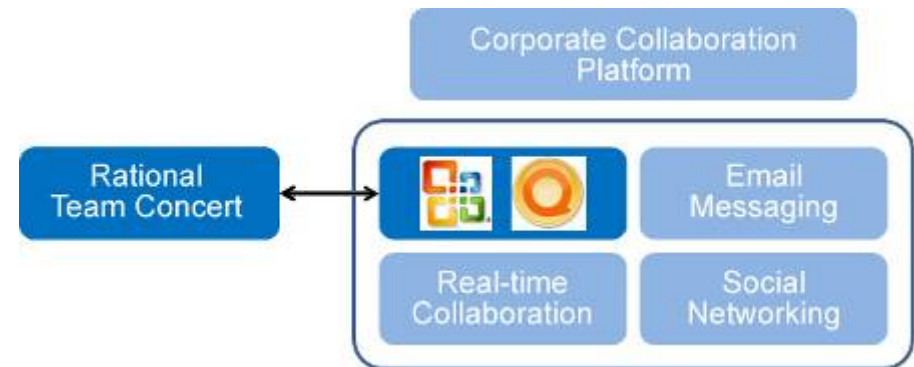 Corporate Collaboration
Platform
Rational
Team Concert
Email
Messaging
Real-time
Collaboration
Social
Networking